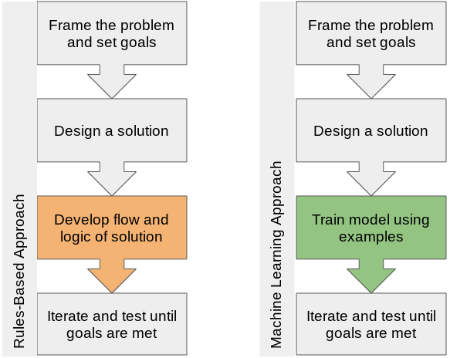 Rules-Based Approach
Frame the problem
and set goals
Design a solution
Develop flow and
logic of solution
Iterate and test until
goals are met
Machine Learning Approach
Frame the problem
and set goals
Design a solution
Train model using
examples
Iterate and test until
goals are met